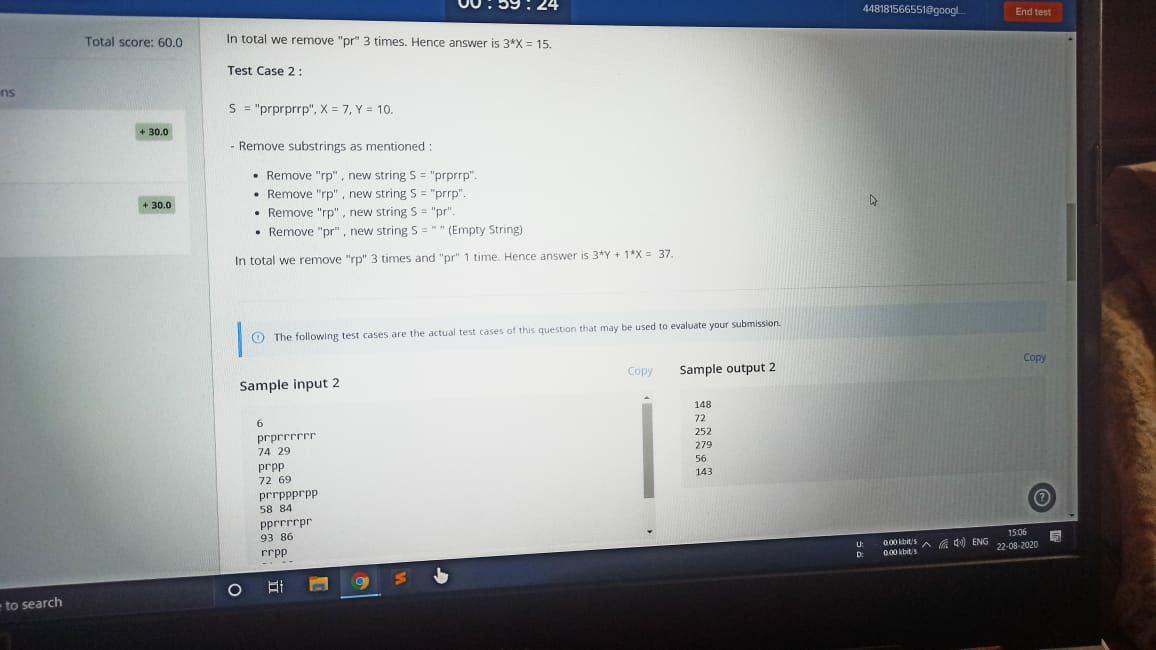 00 : 59 : 24
448181566551@googl...
End test
Total score: 60.0
ns
+ 30.0
+ 30.0
In total we remove "pr" 3 times. Hence answer is 3*X = 15.
Test Case 2 :
S = "prprprrp", X = 7, Y = 10.
- Remove substrings as mentioned :
• Remove "rp" , new string S = "prprrp".
• Remove "rp" , new string S = "prrp".
• Remove "rp" , new string S = "pr".
• Remove "pr" , new string S = " " (Empty String)
In total we remove "rp" 3 times and "pr" 1 time. Hence answer is 3*Y + 1*X = 37.
The following test cases are the actual test cases of this question that may be used to evaluate your submission.
Sample input 2
Copy
6
prprrrrrr
74 29
prpp
72 69
prrppprpp
58 84
pprrrrpr
93 86
rrpp
Sample output 2
Copy
148
72
252
279
56
143
?
to search
U: 0.00 kbit/s
D: 0.00 kbit/s
ENG
15:06
22-08-2020